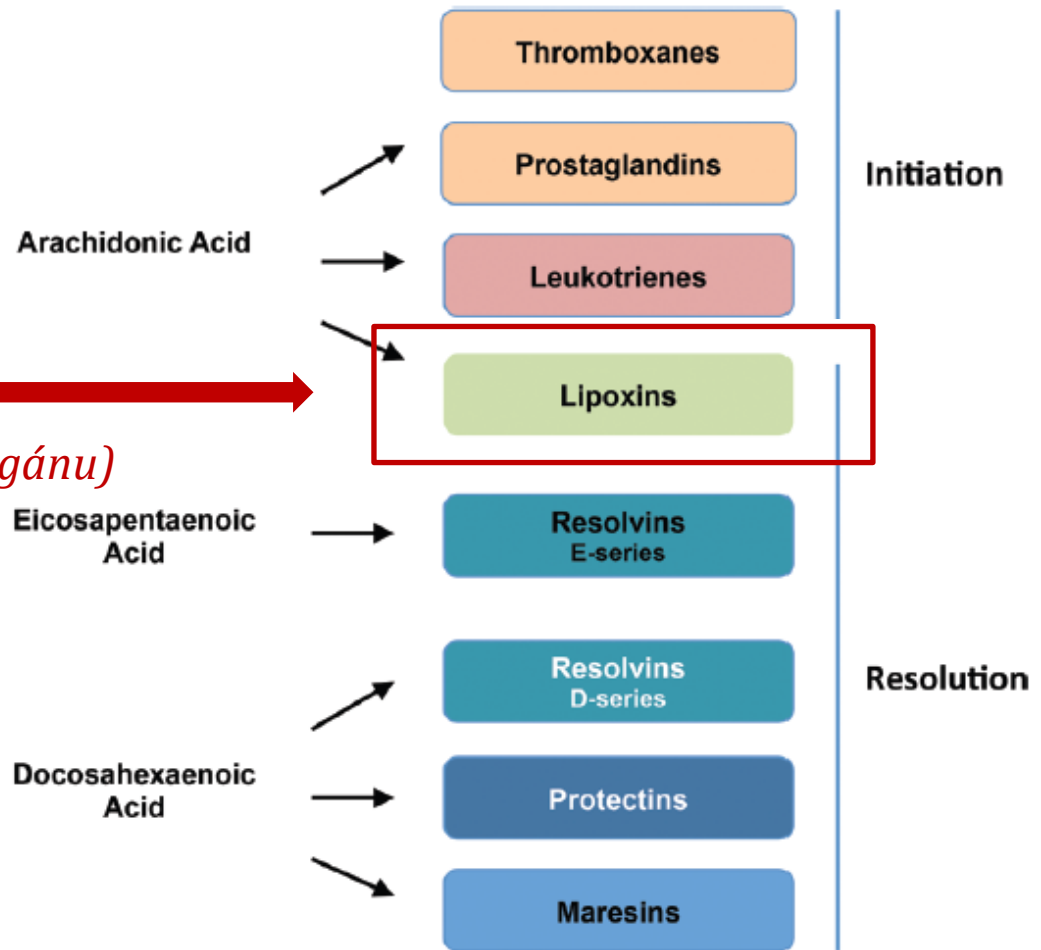 Thromboxanes
Prostaglandins
Initiation
Arachidonic Acid
Leukotrienes
Lipoxins
gánu)
Eicosapentaenoic
Acid
Resolvins
E-series
Resolvins
D-series
Resolution
Docosahexaenoic
Acid
Protectins
Maresins